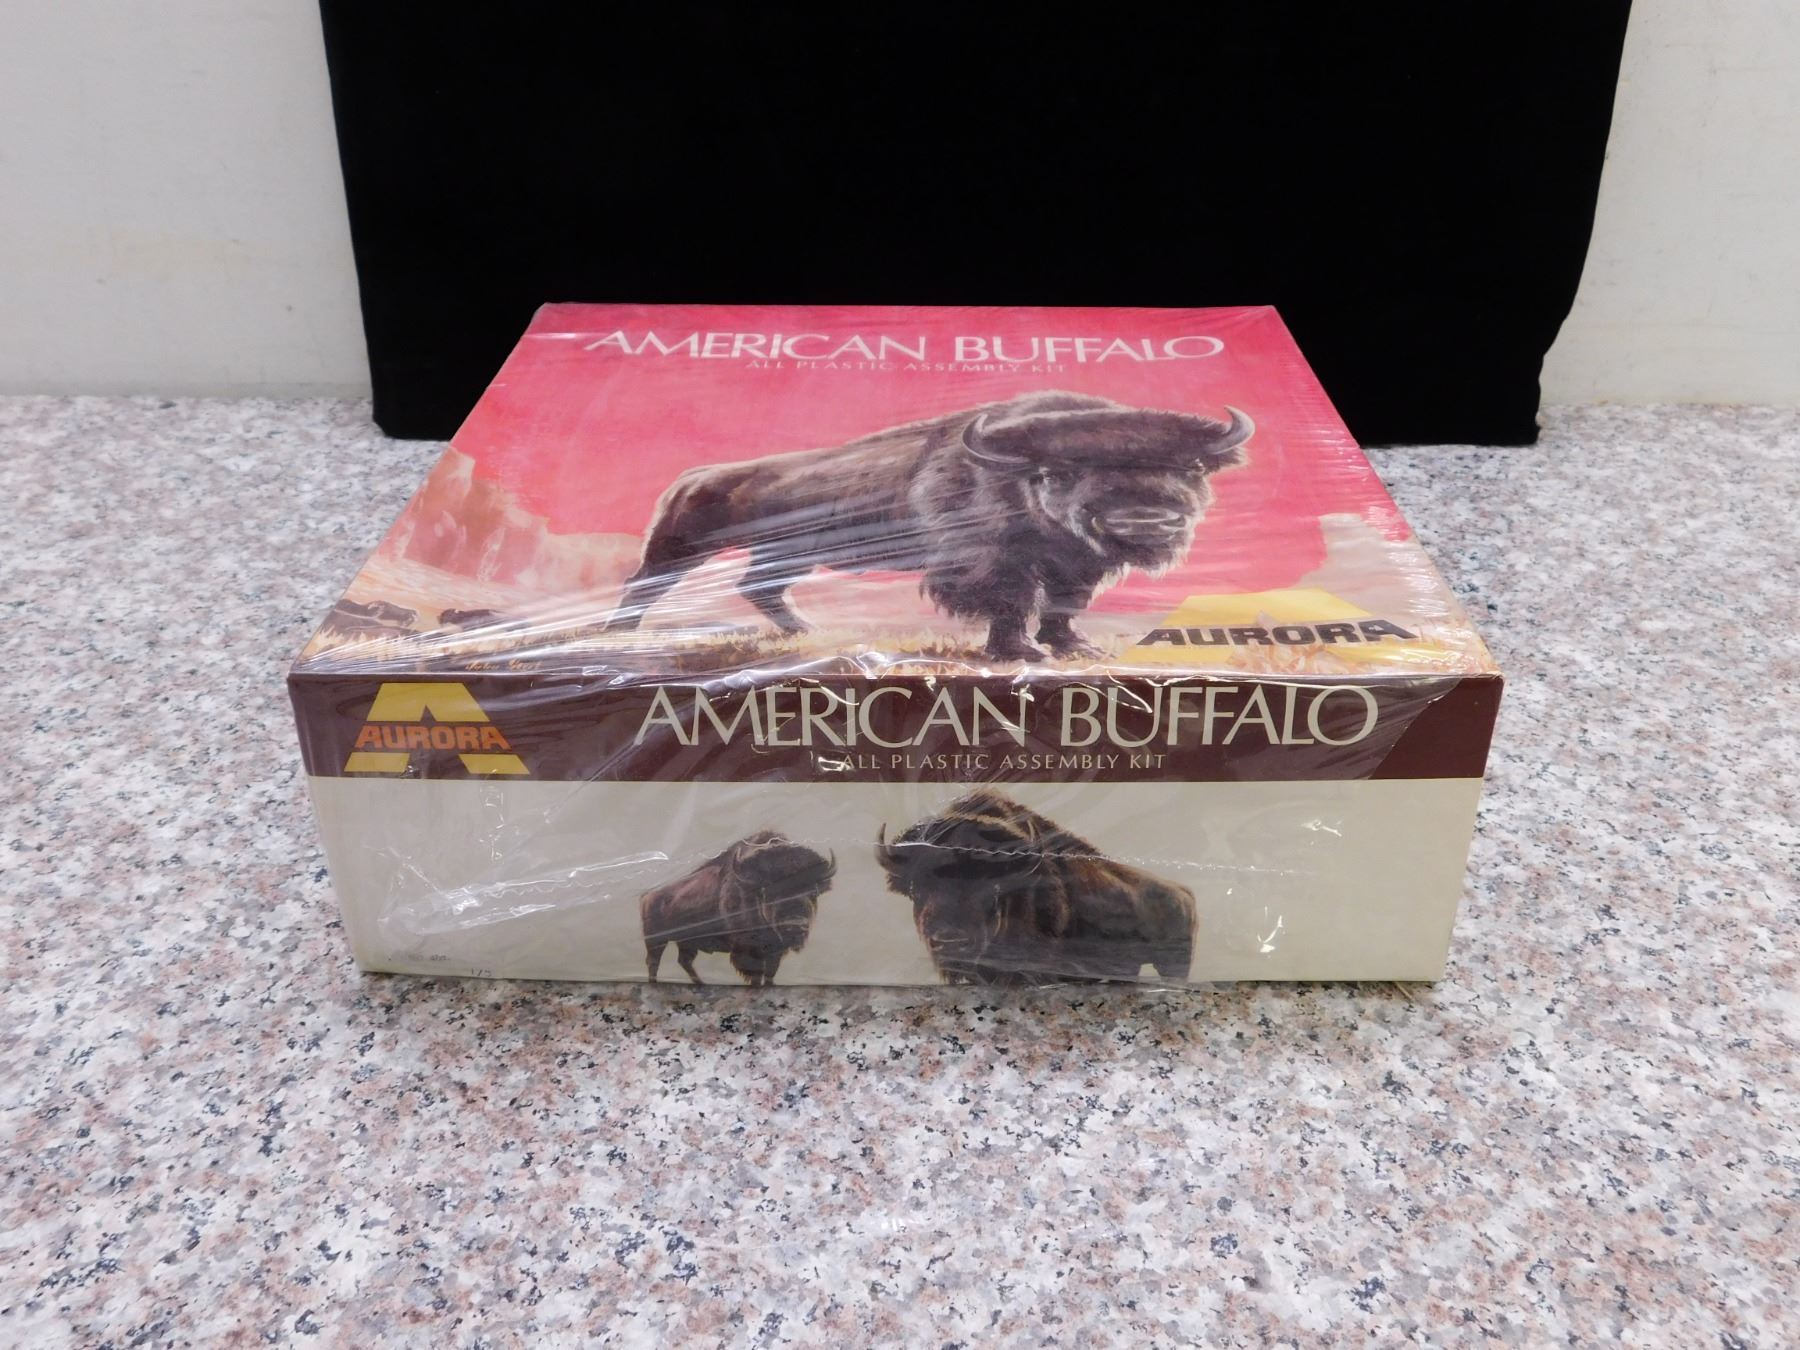 AMERICAN BUFFALO
ALL PLASTIC ASSEMBLY KIT
AURORA
AURORA
AMERICAN BUFFALO
ALL PLASTIC ASSEMBLY KIT